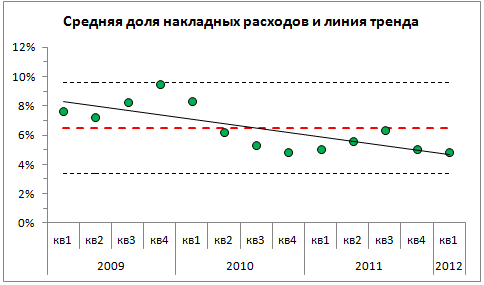 Средняя доля накладных расходов и линия тренда
12%
10%
8%
6%
4%
2%
0%
кв1 кв2 кв3 кв4 кв1 кв2 кв3 кв4 кв1 кв2 кв3 кв4 кв1
2009 2010 2011 2012